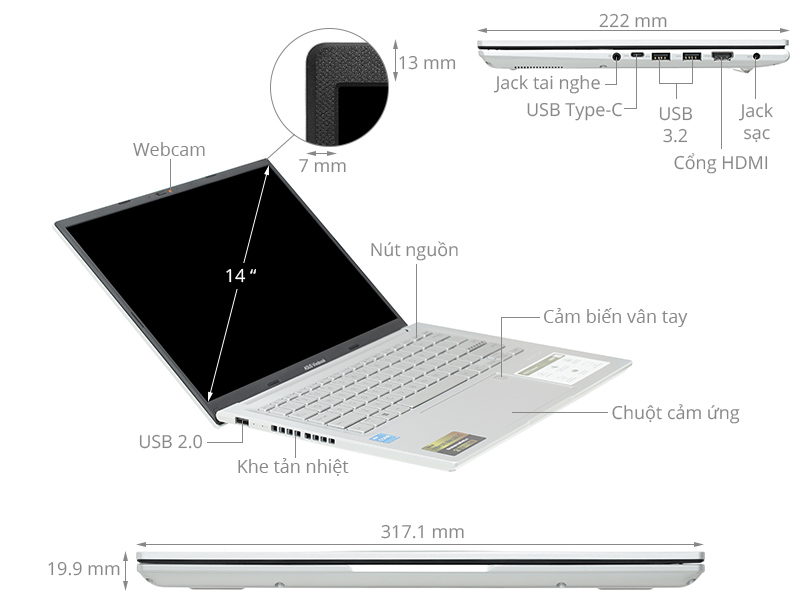 222 mm
13 mm
Jack tai nghe
USB Type-C
USB
3.2
Jack
sạc
Cổng HDMI
7 mm
Webcam
14 “
Nút nguồn
Cảm biến vân tay
Chuột cảm ứng
USB 2.0
Khe tản nhiệt
317.1 mm
19.9 mm